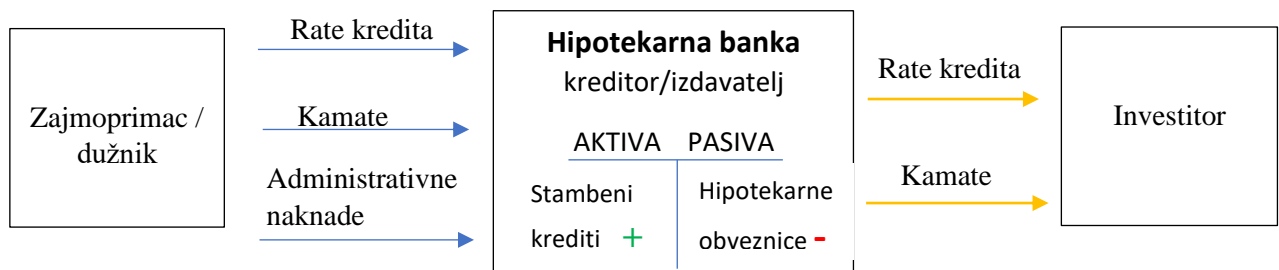 Zajmoprimac /
dužnik
Rate kredita
Kamate
Administrativne
naknade
Hipotekarna banka
kreditor/izdavatelj
AKTIVA PASIVA
Stambeni
krediti +
Hipotekarne
obveznice -
Rate kredita
Kamate
Investitor